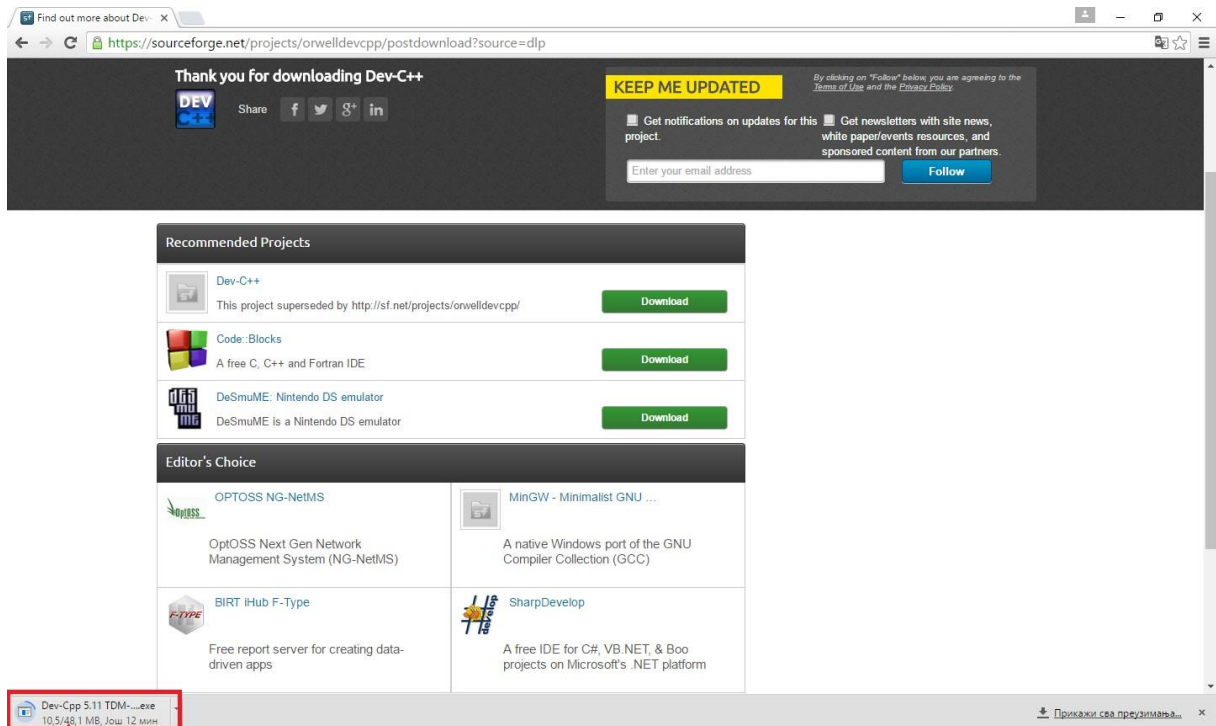 Find out more about Dev-
https://sourceforge.net/projects/orwelldevcpp/postdownload?source=dlp
Thank you for downloading Dev-C++
DEV
C++
Share
KEEP ME UPDATED
By clicking on "Follow" below, you are agreeing to the
Terms of Use and the Privacy Policy.
Get notifications on updates for this
project.
Get newsletters with site news,
white paper/events resources, and
sponsored content from our partners.
Enter your email address
Follow
Recommended Projects
Dev-C++
This project superseded by http://sf.net/projects/orwelldevcpp/
Download
Code::Blocks
A free C, C++ and Fortran IDE
Download
DeSmuME: Nintendo DS emulator
DeSmuME is a Nintendo DS emulator
Download
Editor's Choice
OPTOSS NG-NetMS
OptOSS Next Gen Network
Management System (NG-NetMS)
MinGW - Minimalist GNU ...
A native Windows port of the GNU
Compiler Collection (GCC)
F-TYPE
BIRT iHub F-Type
Free report server for creating data-
driven apps
develop
SharpDevelop
A free IDE for C#, VB.NET, & Boo
projects on Microsoft's .NET platform
Dev-Cpp 5.11 TDM-....exe
10,5/48,1 MB, Још 12 мин
Прикажи сва преузимања...